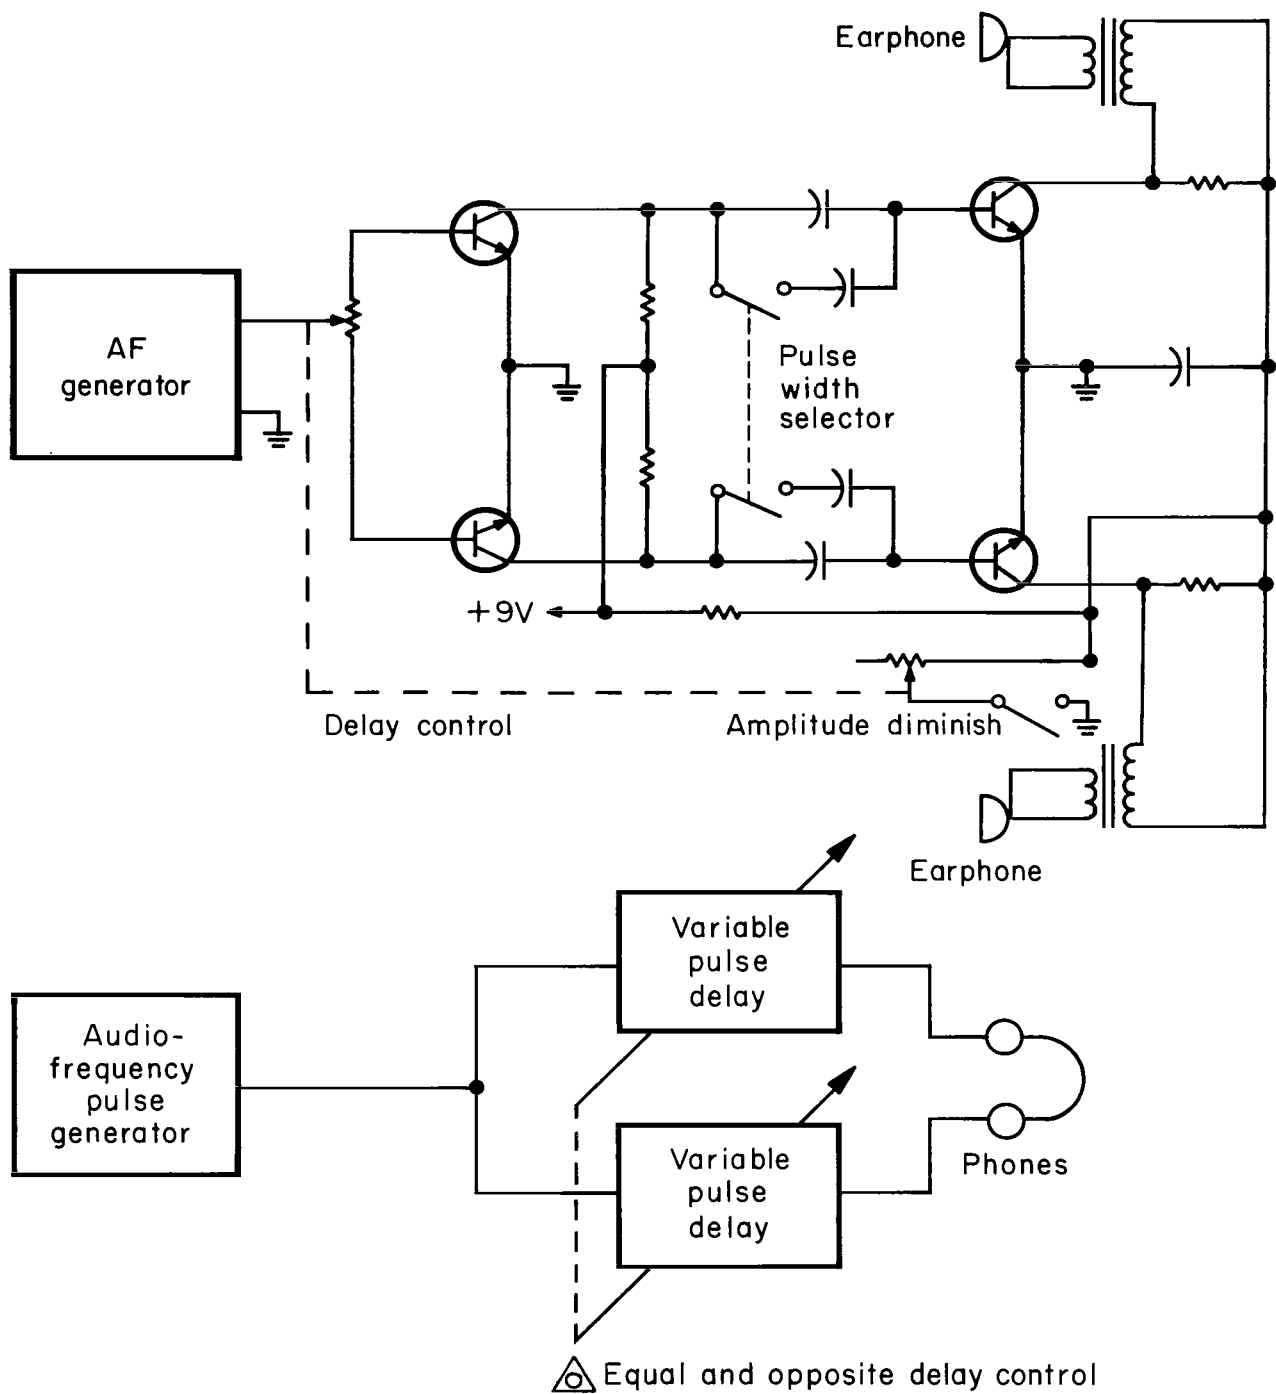 Earphone
AF
generator
Pulse
width
selector
+9V
Delay control
Amplitude diminish
Earphone
Variable
pulse
delay
Audio-
frequency
pulse
generator
Variable
pulse
delay
Phones
Equal and opposite delay control